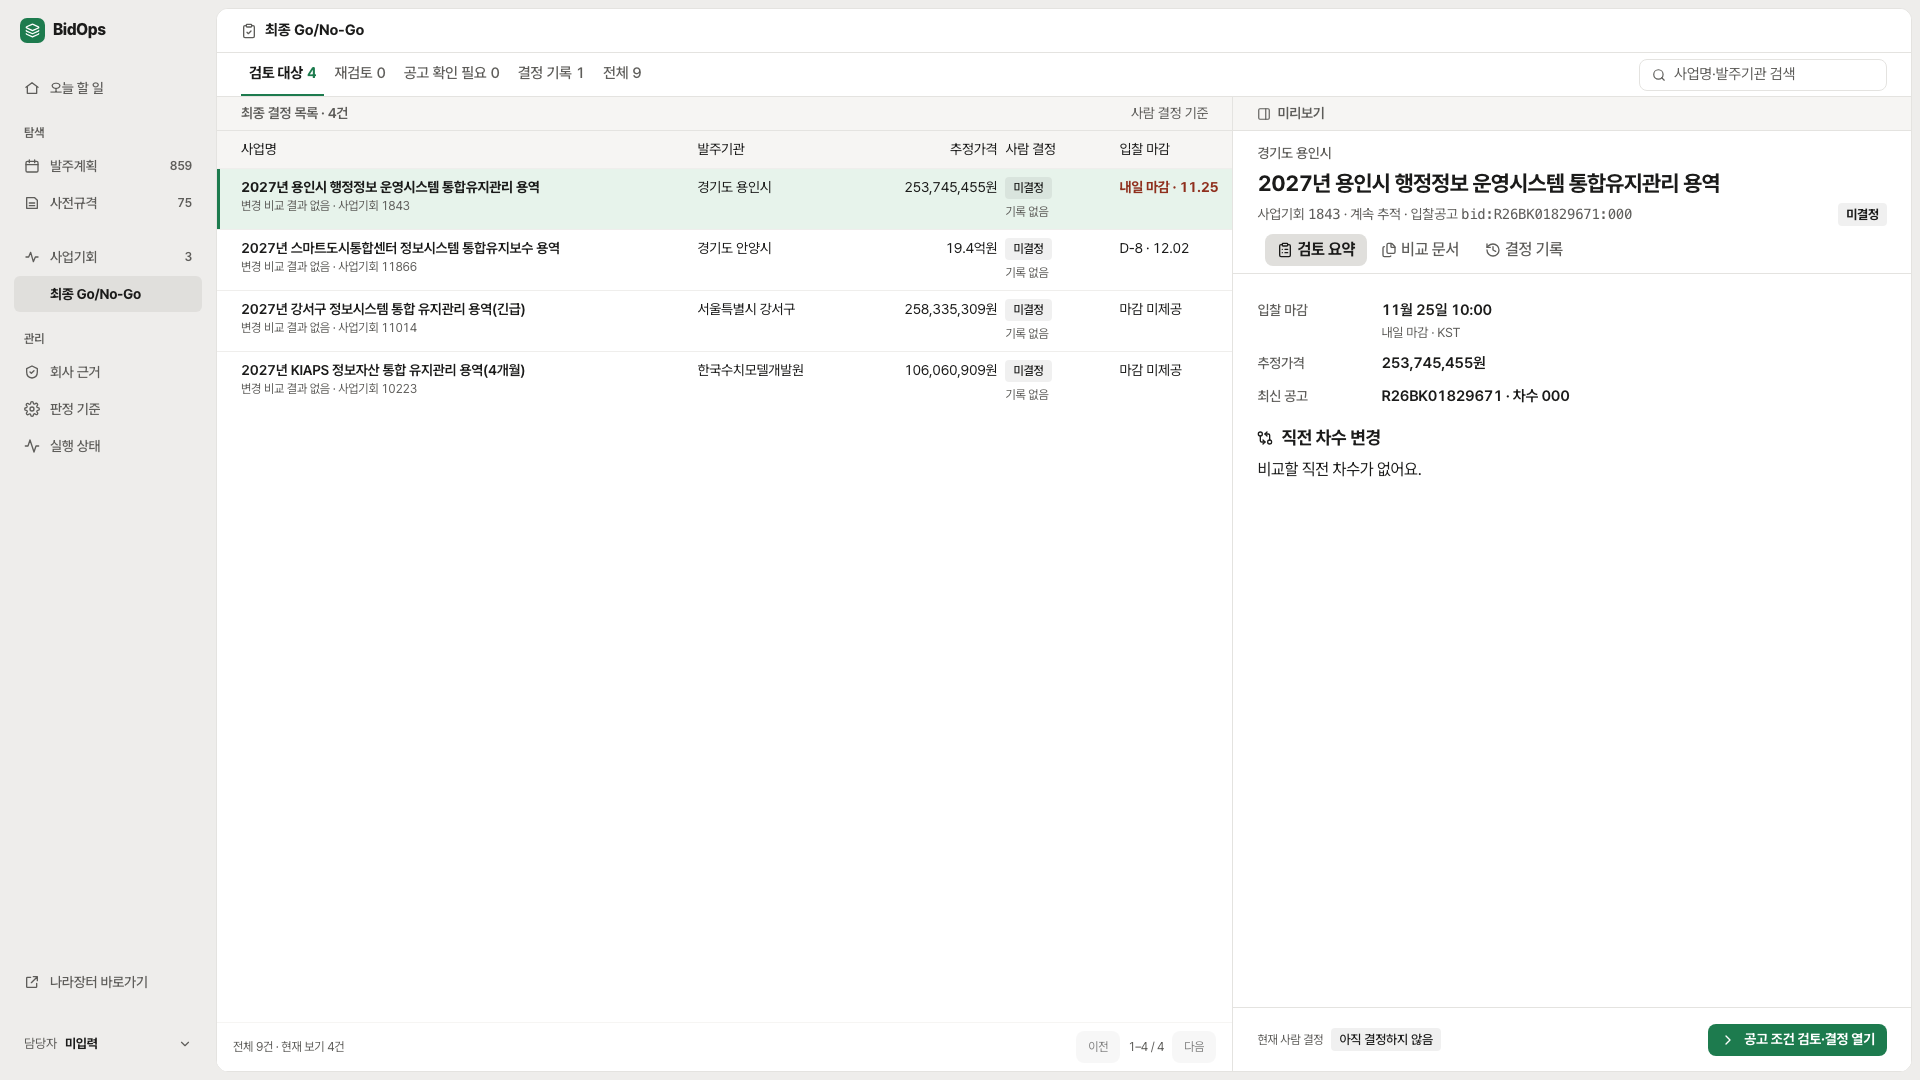 BidOps
오늘 할 일
탐색
발주계획 859
사전규격 75
사업기회 3
최종 Go/No-Go
관리
회사 근거
판정 기준
실행 상태
나라장터 바로가기
담당자 미입력
최종 Go/No-Go
검토 대상 4 재검토 0 공고 확인 필요 0 결정 기록 1 전체 9
사업명·발주기관 검색
최종 결정 목록 · 4건 사람 결정 기준
사업명 발주기관 추정가격 사람 결정 입찰 마감
2027년 용인시 행정정보 운영시스템 통합유지관리 용역 경기도 용인시 253,745,455원 미결정 내일 마감 · 11.25
변경 비교 결과 없음 · 사업기회 1843 기록 없음
2027년 스마트도시통합센터 정보시스템 통합유지보수 용역 경기도 안양시 19.4억원 미결정 D-8 · 12.02
변경 비교 결과 없음 · 사업기회 11866 기록 없음
2027년 강서구 정보시스템 통합 유지관리 용역(긴급) 서울특별시 강서구 258,335,309원 미결정 마감 미제공
변경 비교 결과 없음 · 사업기회 11014 기록 없음
2027년 KIAPS 정보자산 통합 유지관리 용역(4개월) 한국수치모델개발원 106,060,909원 미결정 마감 미제공
변경 비교 결과 없음 · 사업기회 10223 기록 없음
전체 9건 · 현재 보기 4건 이전 1–4 / 4 다음
미리보기
경기도 용인시
2027년 용인시 행정정보 운영시스템 통합유지관리 용역
사업기회 1843 · 계속 추적 · 입찰공고 bid:R26BK01829671:000 미결정
검토 요약 비교 문서 결정 기록
입찰 마감 11월 25일 10:00
내일 마감 · KST
추정가격 253,745,455원
최신 공고 R26BK01829671 · 차수 000
직전 차수 변경
비교할 직전 차수가 없어요.
현재 사람 결정 아직 결정하지 않음 공고 조건 검토·결정 열기